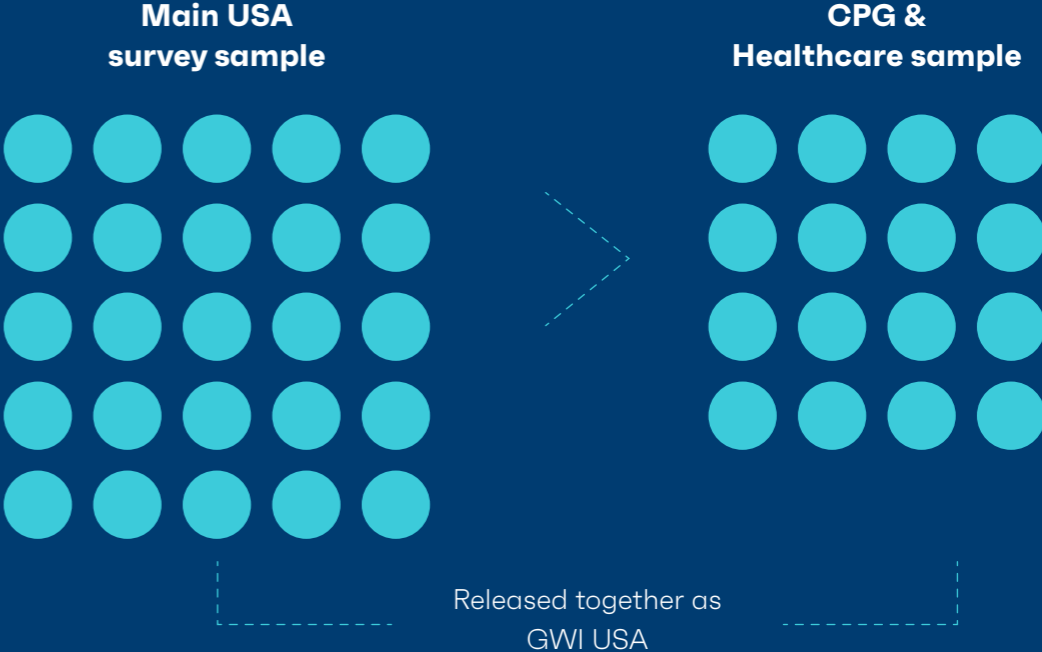 Main USA
survey sample
CPG &
Healthcare sample
Released together as
GWI USA